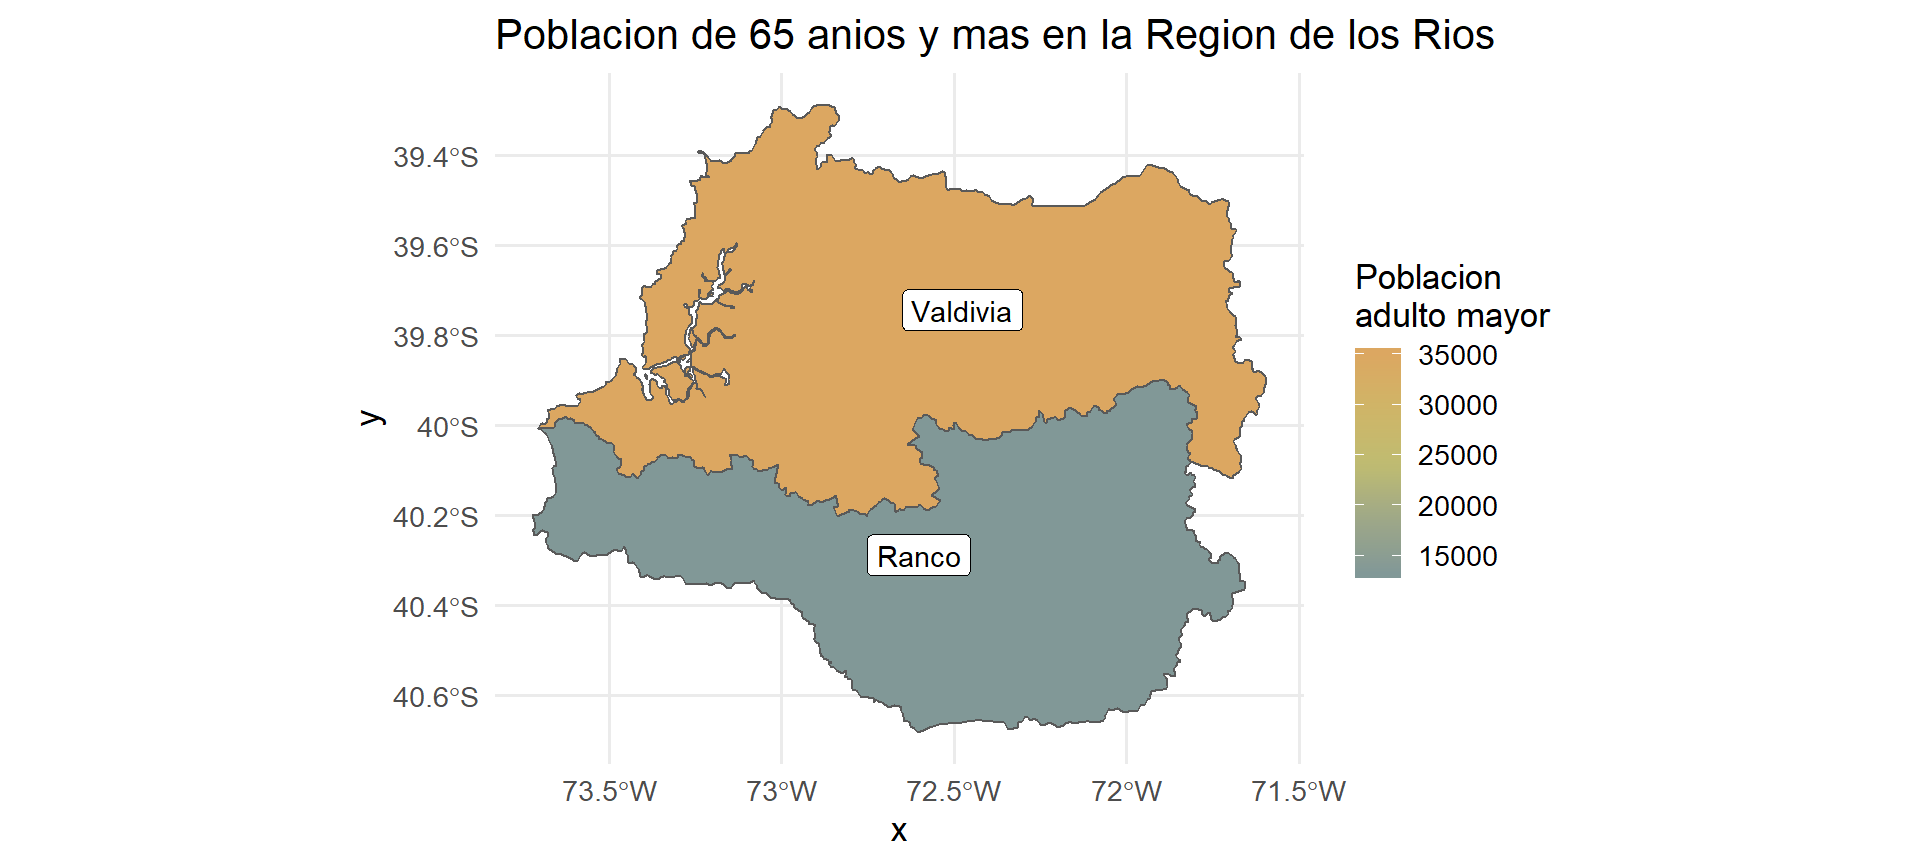 Poblacion de 65 anios y mas en la Region de los Rios
39.4°S
39.6°S
39.8°S
40°S
40.2°S
40.4°S
40.6°S
y
Valdivia
Ranco
73.5°W
73°W
72.5°W
72°W
71.5°W
x
Poblacion
adulto mayor
35000
30000
25000
20000
15000